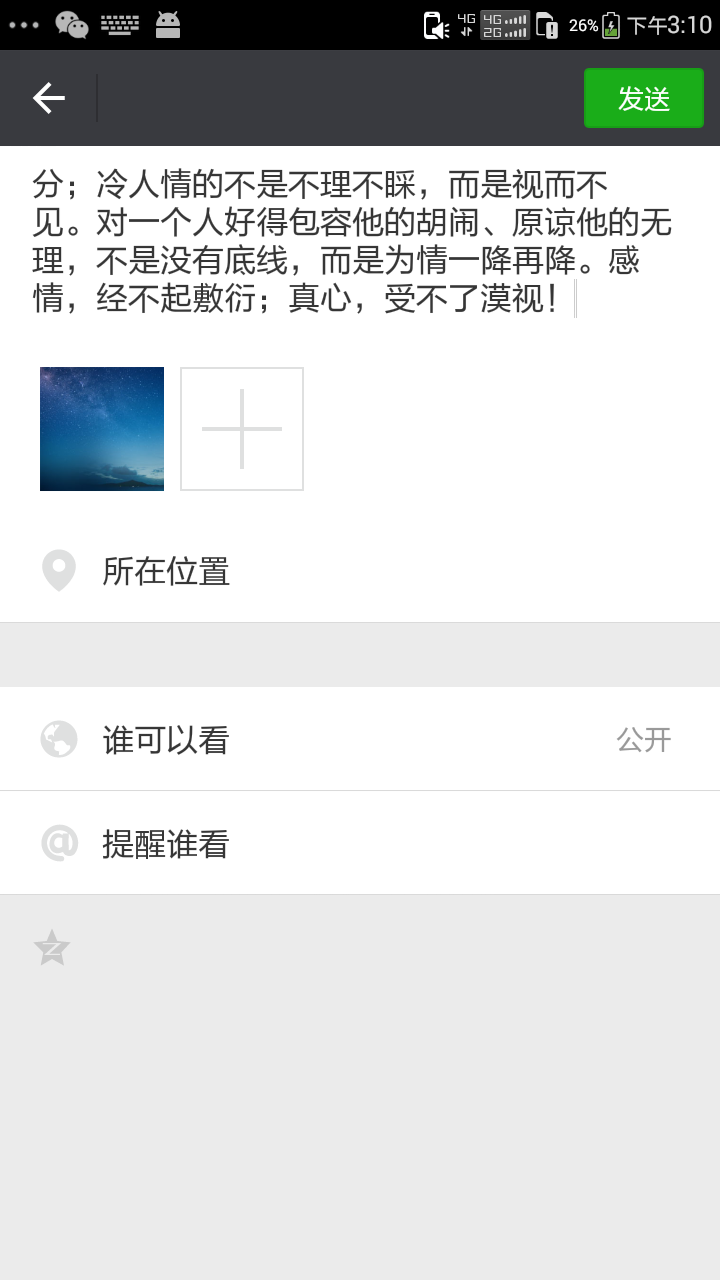 4G 4G 2G 26% 下午3:10
发送
分；冷人情的不是不理不睬，而是视而不
见。对一个人好得包容他的胡闹、原谅他的无
理，不是没有底线，而是为情一降再降。感
情，经不起敷衍；真心，受不了漠视！
所在位置
谁可以看 公开
提醒谁看